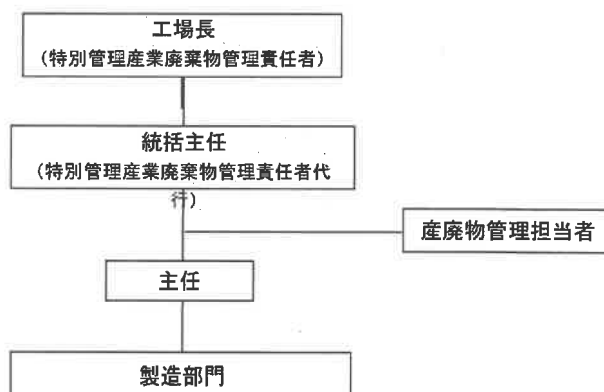 工場長
（特別管理産業廃棄物管理責任者）
統括主任
（特別管理産業廃棄物管理責任者代
行）
産廃物管理担当者
主任
製造部門